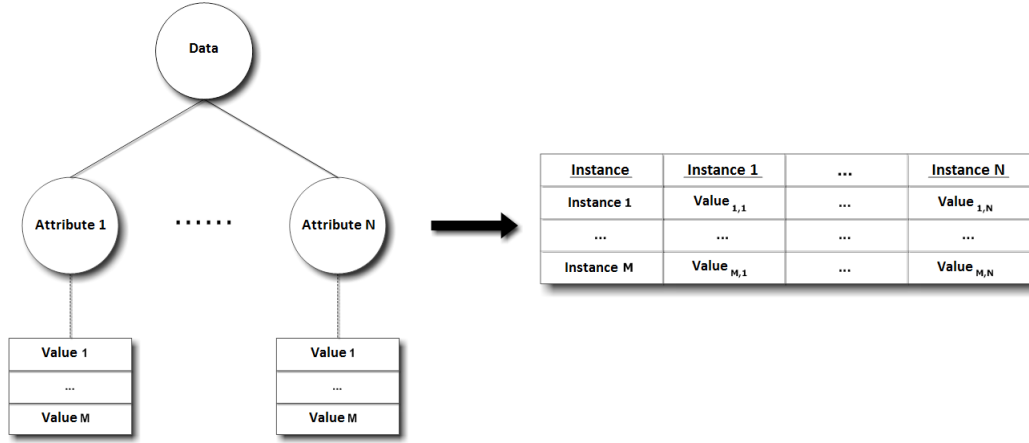 Data
Attribute 1
......
Attribute N
Value 1
...
Value M
Value 1
...
Value M
Instance Instance 1 ... Instance N
Instance 1 Value 1,1 ... Value 1,N
... ... ... ...
Instance M Value M,1 ... Value M,N